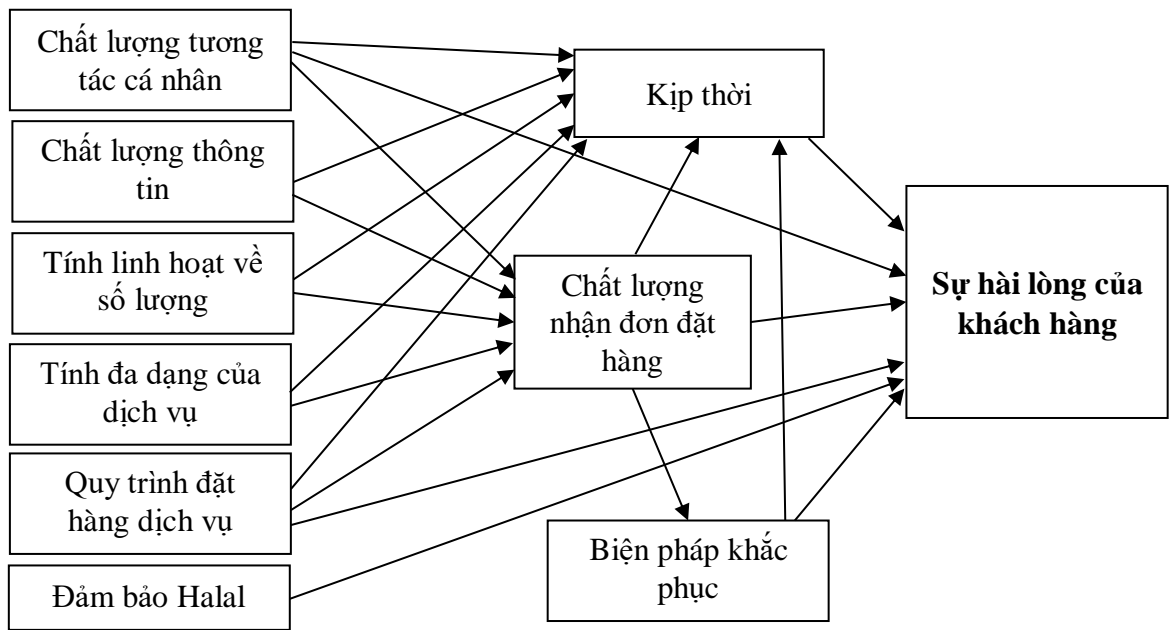 Chất lượng tương
tác cá nhân
Chất lượng thông
tin
Tính linh hoạt về
số lượng
Tính đa dạng của
dịch vụ
Quy trình đặt
hàng dịch vụ
Đảm bảo Halal
Kịp thời
Chất lượng
nhận đơn đặt
hàng
Biện pháp khắc
phục
Sự hài lòng của
khách hàng